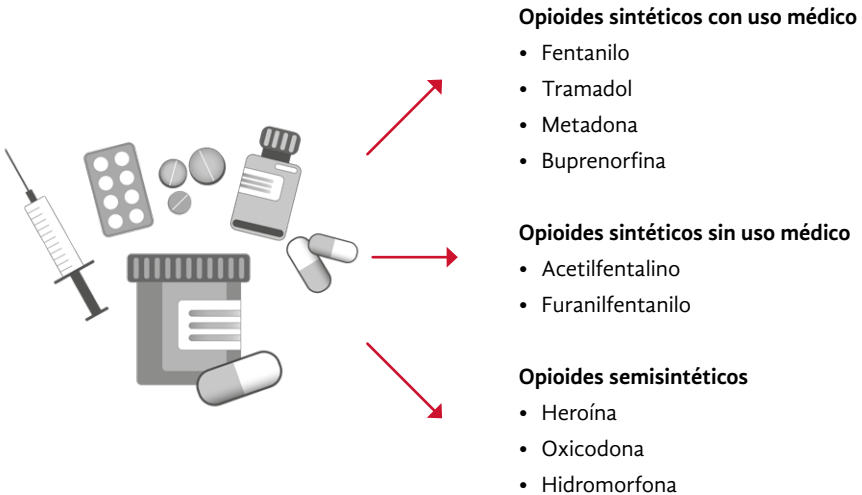 Opioides sintéticos con uso médico
• Fentanilo
• Tramadol
• Metadona
• Buprenorfina
Opioides sintéticos sin uso médico
• Acetilfentalino
• Furanilfentanilo
Opioides semisintéticos
• Heroína
• Oxicodona
• Hidromorfona